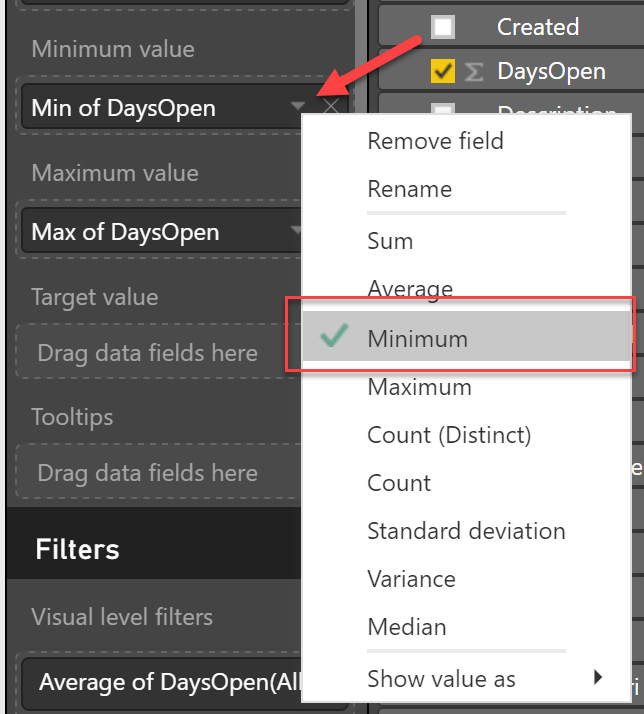 Minimum value
Min of DaysOpen
Maximum value
Max of DaysOpen
Target value
Drag data fields here
Tooltips
Drag data fields here
Filters
Visual level filters
Average of DaysOpen(All
Created
DaysOpen
Description
Remove field
Rename
Sum
Average
Minimum
Maximum
Count (Distinct)
Count
Standard deviation
Variance
Median
Show value as